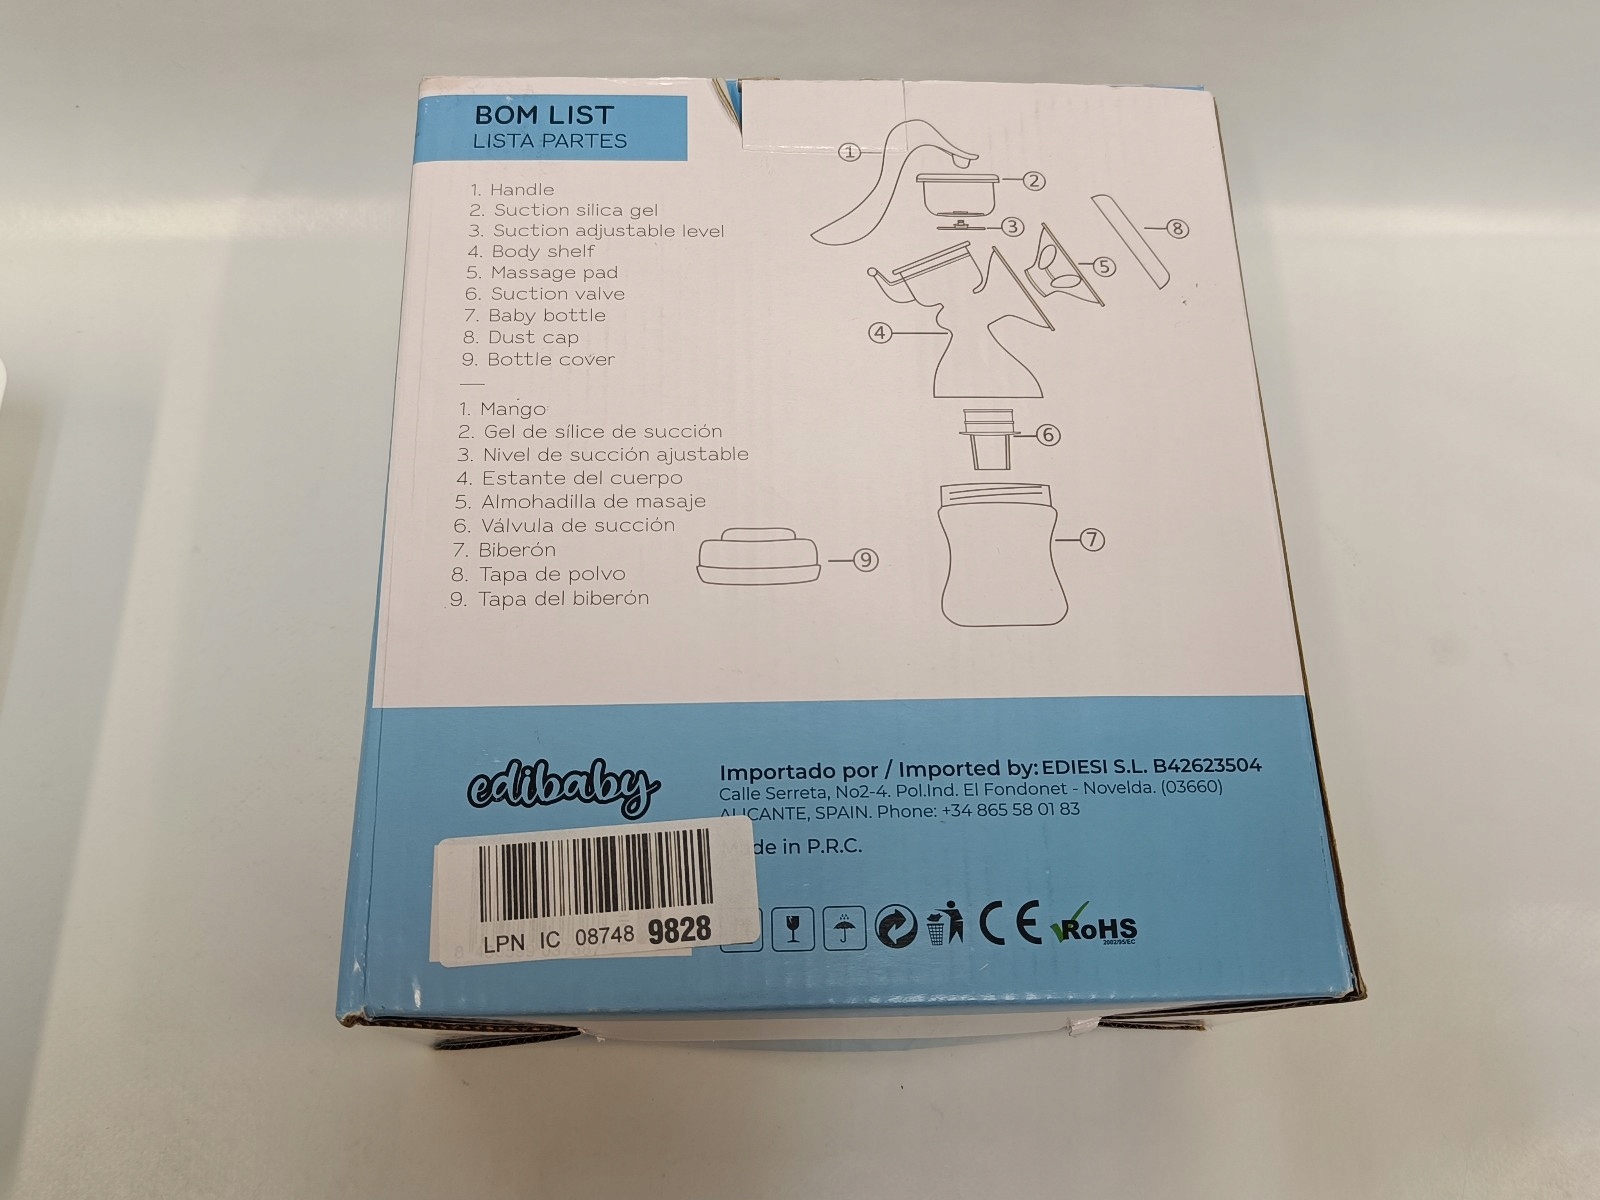 BOM LIST
LISTA PARTES
1. Handle
2. Suction silica gel
3. Suction adjustable level
4. Body shelf
5. Massage pad
6. Suction valve
7. Baby bottle
8. Dust cap
9. Bottle cover
1. Mango
2. Gel de sílice de succión
3. Nivel de succión ajustable
4. Estante del cuerpo
5. Almohadilla de masaje
6. Válvula de succión
7. Biberón
8. Tapa de polvo
9. Tapa del biberón
1
2
3
8
5
4
6
7
9
edibaby
Importado por / Imported by: EDIESI S.L. B42623504
Calle Serreta, No2-4. Pol.Ind. El Fondonet - Novelda. (03660)
ALICANTE, SPAIN. Phone: +34 865 58 01 83
Made in P.R.C.
LPN IC 08748 9828
CE RoHS
2002/95/EC